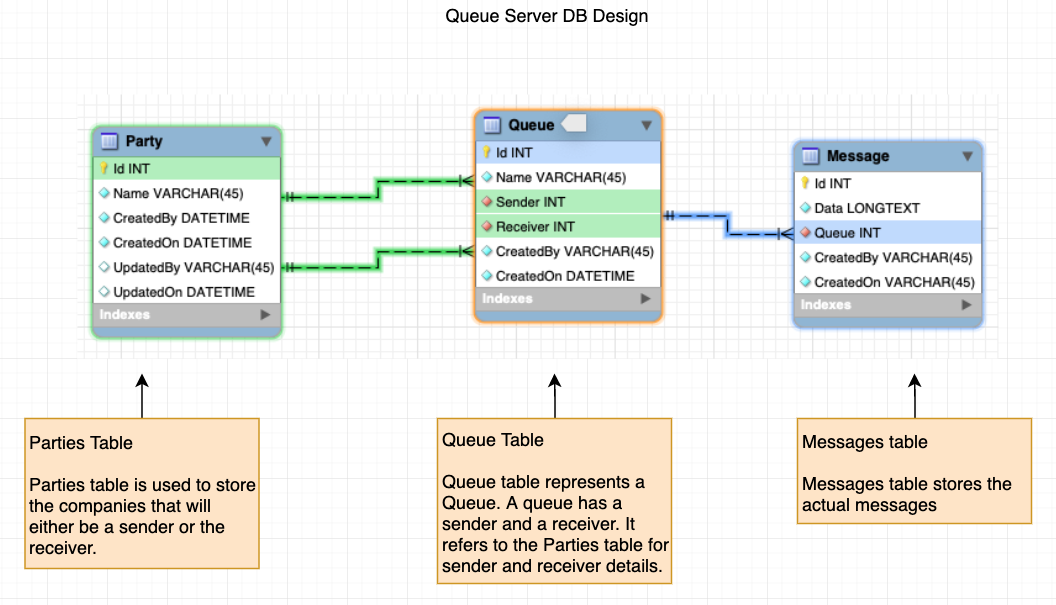 Queue Server DB Design
Party
Id INT
Name VARCHAR(45)
CreatedBy DATETIME
CreatedOn DATETIME
UpdatedBy VARCHAR(45)
UpdatedOn DATETIME
Indexes
Queue
Id INT
Name VARCHAR(45)
Sender INT
Receiver INT
CreatedBy VARCHAR(45)
CreatedOn DATETIME
Indexes
Message
Id INT
Data LONGTEXT
Queue INT
CreatedBy VARCHAR(45)
CreatedOn VARCHAR(45)
Indexes
Parties Table
Parties table is used to store
the companies that will
either be a sender or the
receiver.
Queue Table
Queue table represents a
Queue. A queue has a
sender and a receiver. It
refers to the Parties table for
sender and receiver details.
Messages table
Messages table stores the
actual messages